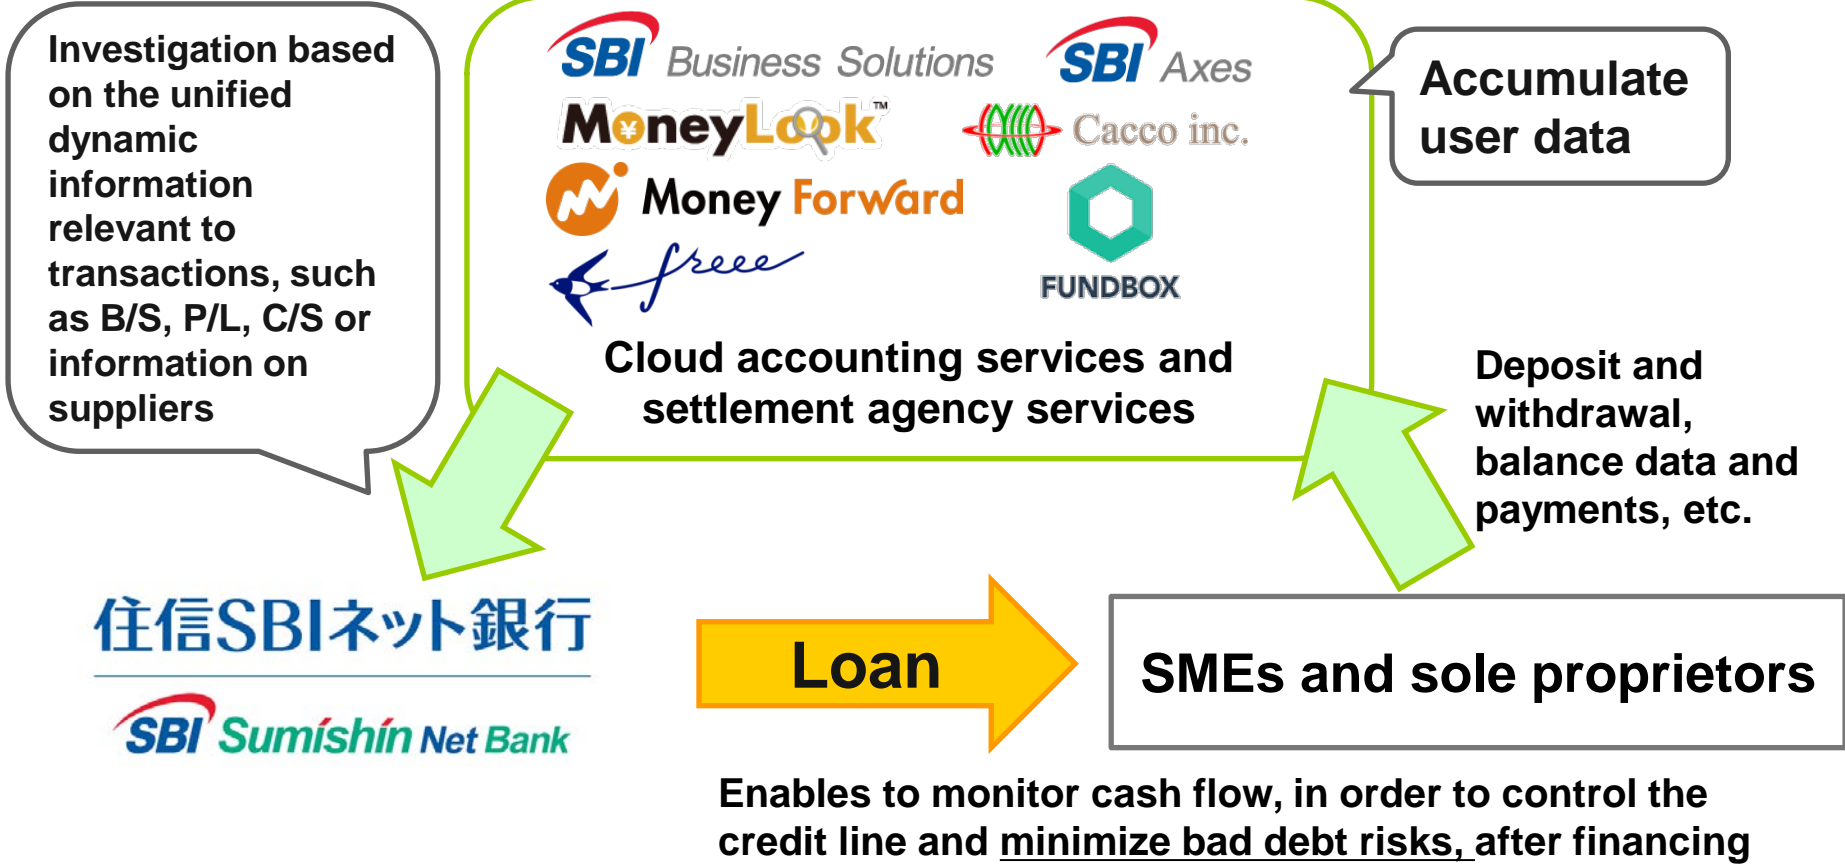 Investigation based
on the unified
dynamic
information
relevant to
transactions, such
as B/S, P/L, C/S or
information on
suppliers
SBI Business Solutions
SBI Axes
MoneyLook™
Cacco inc.
Money Forward
freee
FUNDBOX
Cloud accounting services and
settlement agency services
Accumulate
user data
Deposit and
withdrawal,
balance data and
payments, etc.
住信SBIネット銀行
SBI Sumishin Net Bank
Loan
SMEs and sole proprietors
Enables to monitor cash flow, in order to control the
credit line and minimize bad debt risks, after financing